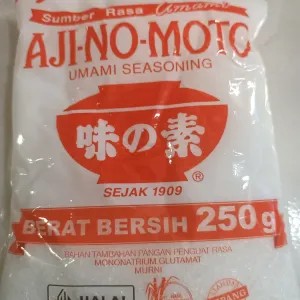 Sumber Rasa Umami
AJI-NO-MOTO
UMAMI SEASONING
味の素
®
SEJAK 1909
BERAT BERSIH 250g
BAHAN TAMBAHAN PANGAN PENGUAT RASA
MONONATRIUM GLUTAMAT
MURNI
HALAL